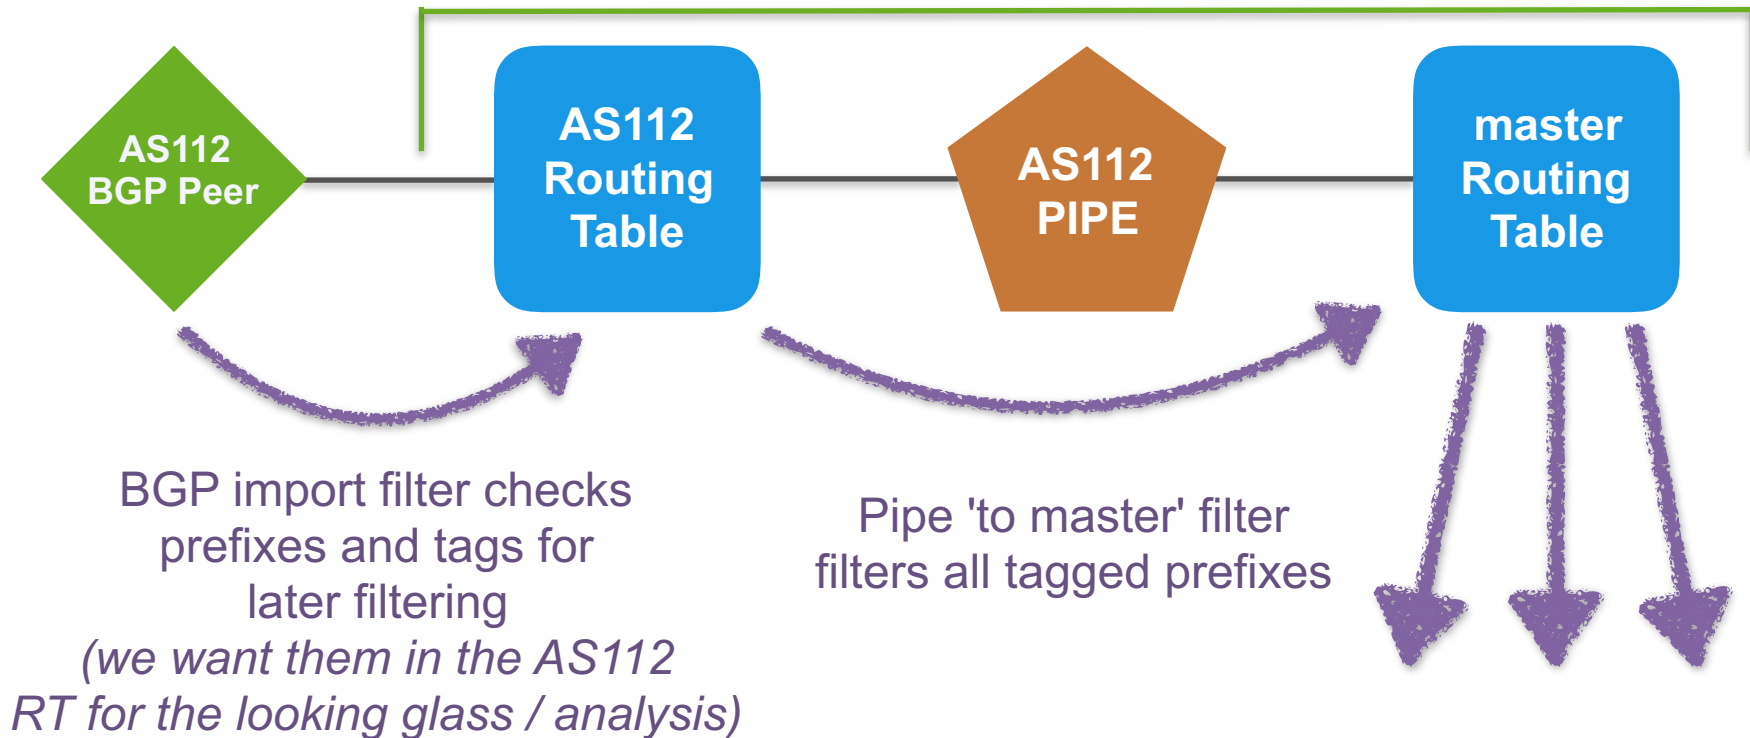 AS112
BGP Peer
AS112
Routing
Table
AS112
PIPE
master
Routing
Table
BGP import filter checks
prefixes and tags for
later filtering
(we want them in the AS112
RT for the looking glass / analysis)
Pipe 'to master' filter
filters all tagged prefixes